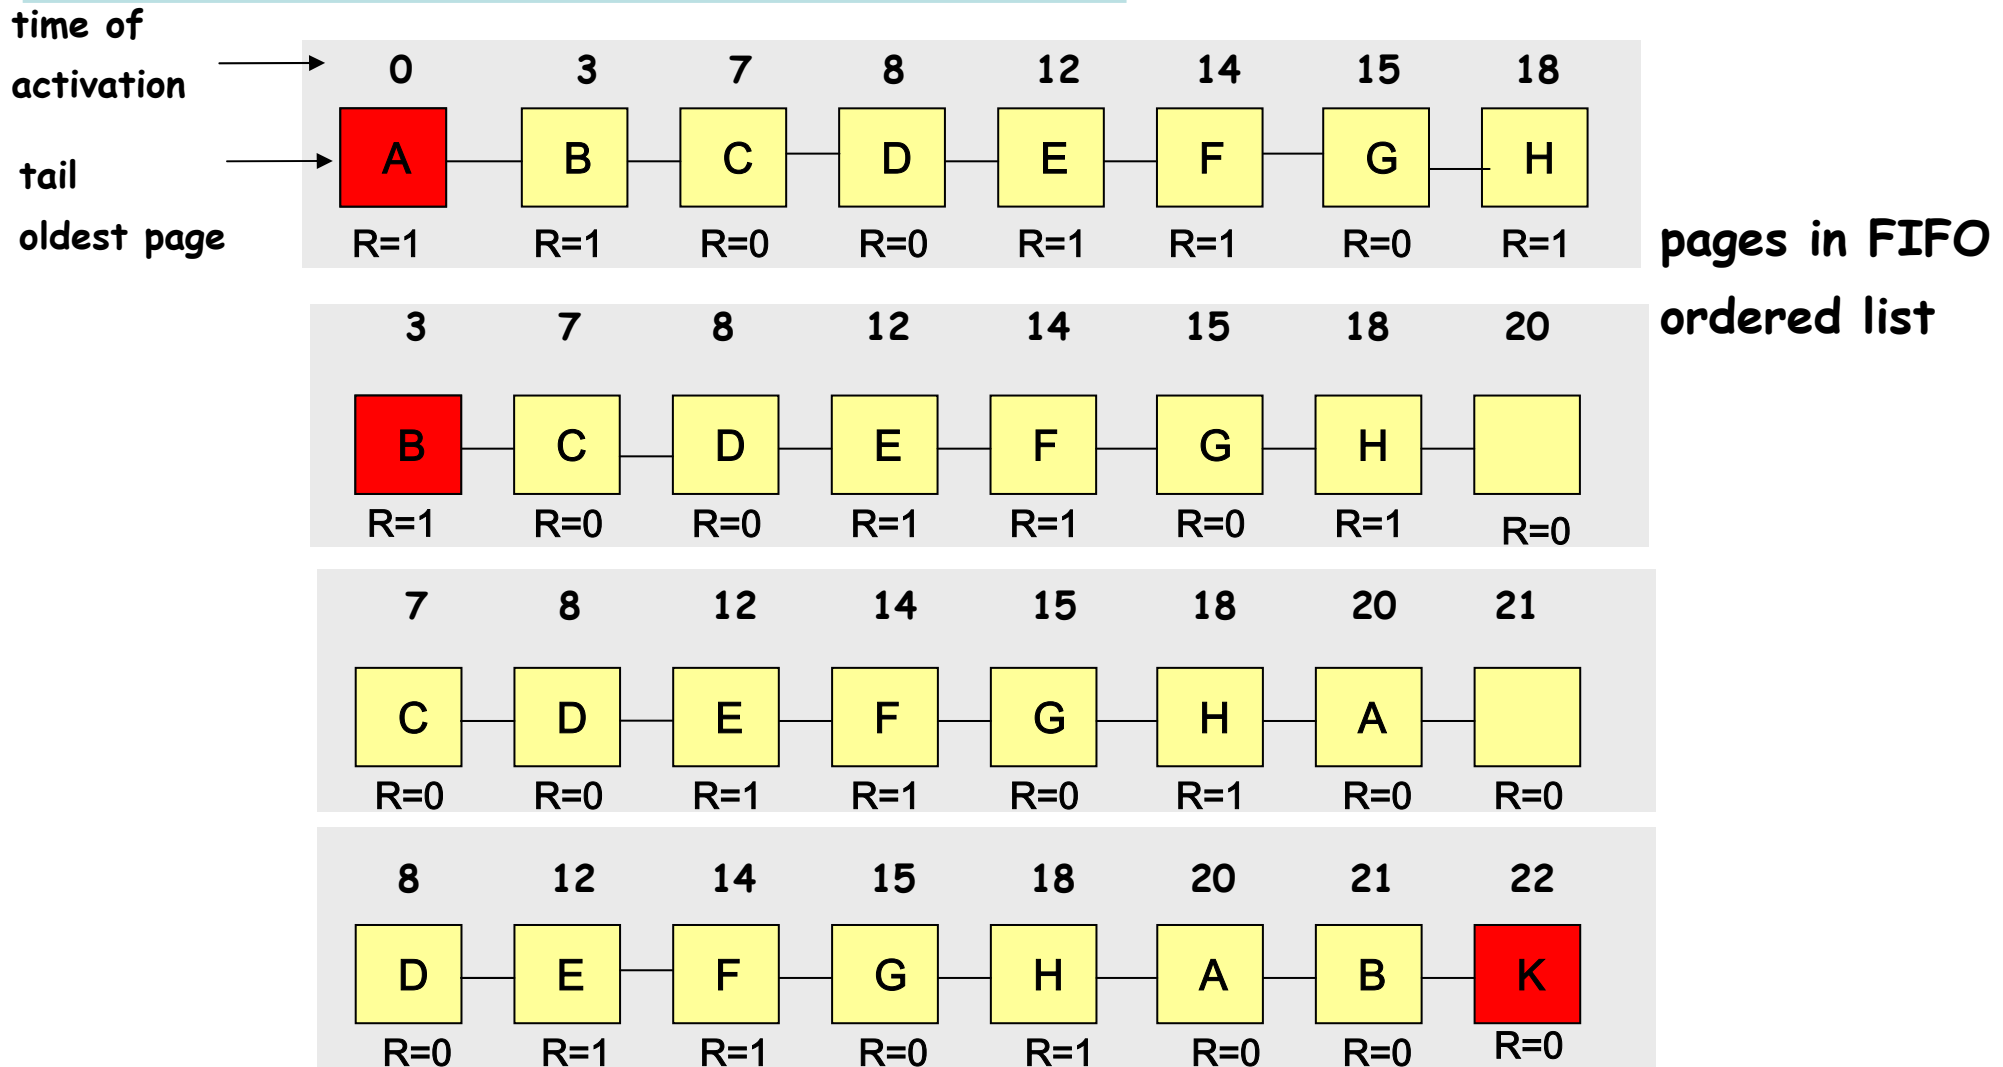 time of
activation
0 3 7 8 12 14 15 18
A B C D E F G H
tail
oldest page
R=1 R=1 R=0 R=0 R=1 R=1 R=0 R=1
pages in FIFO
ordered list
3 7 8 12 14 15 18 20
B C D E F G H
R=1 R=0 R=0 R=1 R=1 R=0 R=1 R=0
7 8 12 14 15 18 20 21
C D E F G H A
R=0 R=0 R=1 R=1 R=0 R=1 R=0 R=0
8 12 14 15 18 20 21 22
D E F G H A B K
R=0 R=1 R=1 R=0 R=1 R=0 R=0 R=0